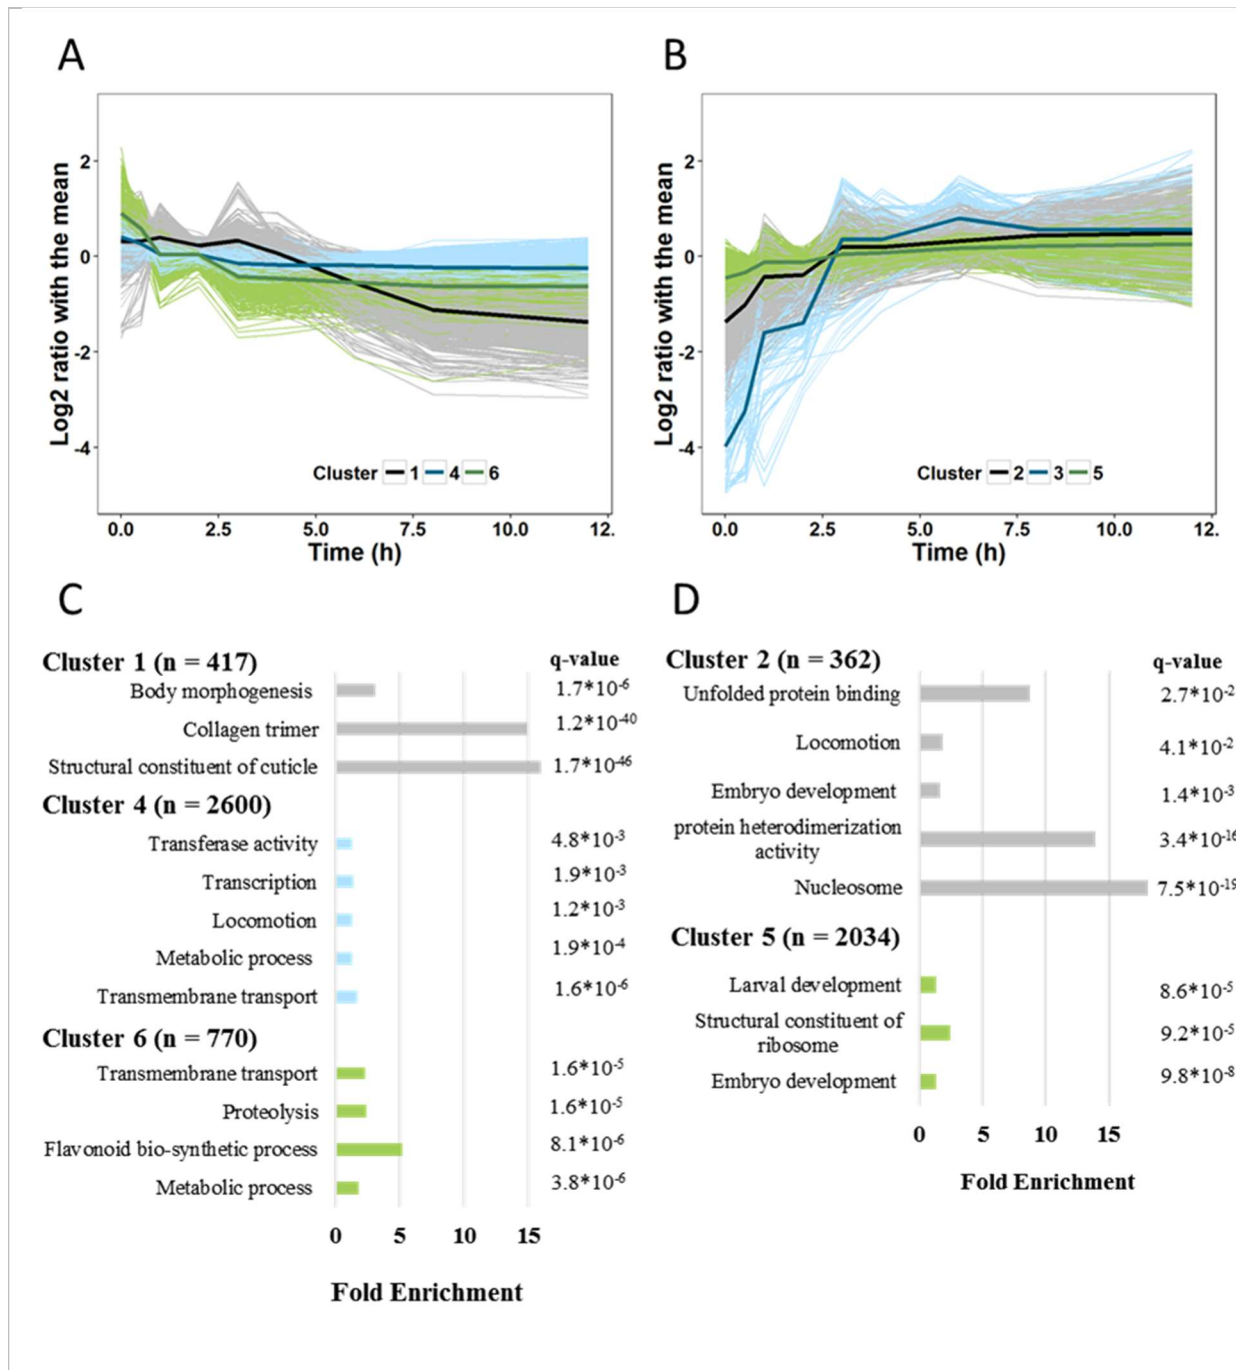 A
B
Log2 ratio with the mean
2
0
-2
-4
Cluster 1 4 6
0.0 2.5 5.0 7.5 10.0 12.
Time (h)
Log2 ratio with the mean
2
0
-2
-4
Cluster 2 3 5
0.0 2.5 5.0 7.5 10.0 12.
Time (h)
C
Cluster 1 (n = 417)
q-value
Body morphogenesis 1.7*10^-6
Collagen trimer 1.2*10^-40
Structural constituent of cuticle 1.7*10^-46
Cluster 4 (n = 2600)
Transferase activity 4.8*10^-3
Transcription 1.9*10^-3
Locomotion 1.2*10^-3
Metabolic process 1.9*10^-4
Transmembrane transport 1.6*10^-6
Cluster 6 (n = 770)
Transmembrane transport 1.6*10^-5
Proteolysis 1.6*10^-5
Flavonoid bio-synthetic process 8.1*10^-6
Metabolic process 3.8*10^-6
0 5 10 15
Fold Enrichment
D
Cluster 2 (n = 362)
q-value
Unfolded protein binding 2.7*10^-2
Locomotion 4.1*10^-2
Embryo development 1.4*10^-3
protein heterodimerization
activity 3.4*10^-16
Nucleosome 7.5*10^-19
Cluster 5 (n = 2034)
Larval development 8.6*10^-5
Structural constituent of
ribosome 9.2*10^-5
Embryo development 9.8*10^-8
0 5 10 15
Fold Enrichment